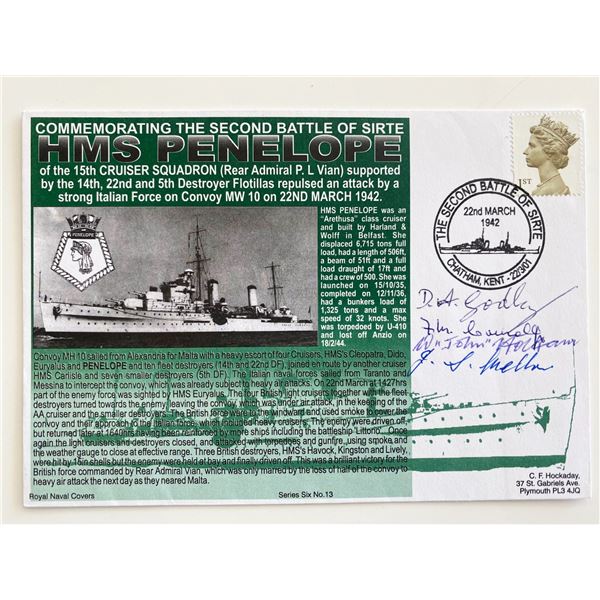 COMMEMORATING THE SECOND BATTLE OF SIRTE
HMS PENELOPE
of the 15th CRUISER SQUADRON (Rear Admiral P. L Vian) supported
by the 14th, 22nd and 5th Destroyer Flotillas repulsed an attack by a
strong Italian Force on Convoy MW 10 on 22ND MARCH 1942.
PENELOPE
HMS PENELOPE was an
"Arethusa" class cruiser
and built by Harland &
Wolff in Belfast. She
displaced 6,715 tons full
load, had a length of 506ft,
a beam of 51ft and a full
load draught of 17ft and
had a crew of 500. She was
launched on 15/10/35,
completed on 12/11/36,
had a bunkers load of
1,325 tons and a max
speed of 32 knots. She
was torpedoed by U-410
and lost off Anzio on
18/2/44.
Convoy MH 10 sailed from Alexandria for Malta with a heavy escort of four Cruisers, HMS's Cleopatra, Dido,
Euryalus and PENELOPE and ten fleet destroyers (14th and 22nd DF), joined en route by another cruiser
HMS Carlisle and seven smaller destroyers (5th DF). The Italian naval forces sailed from Taranto and
Messina to intercept the convoy, which was already subject to heavy air attacks. On 22nd March at 1427hrs
part of the enemy force was sighted by HMS Euryalus. The four British light cruisers together with the fleet
destroyers turned towards the enemy, leaving the convoy, which was under air attack, in the keeping of the
AA cruiser and the smaller destroyers. The British force were to the windward and used smoke to cover the
convoy and their approach to the Italian force, which included heavy cruisers. The enemy were driven off,
but returned later at 1640hrs having been reinforced by more ships including the battleship 'Littorio'. Once
again the light cruisers and destroyers closed, and attacked with torpedoes and gunfire, using smoke and
the weather gauge to close at effective range. Three British destroyers, HMS's Havock, Kingston and Lively,
were hit by 15in shells but the enemy were held at bay and finally driven off. This was a brilliant victory for the
British force commanded by Rear Admiral Vian, which was only marred by the loss of half of the convoy to
heavy air attack the next day as they neared Malta.
Royal Naval Covers
Series Six No.13
1ST
THE SECOND BATTLE OF SIRTE
22nd MARCH
1942
CHATHAM, KENT - 22/3/01
D.A. Godley
"John"
C. F. Hockaday,
37 St. Gabriels Ave.
Plymouth PL3 4JQ